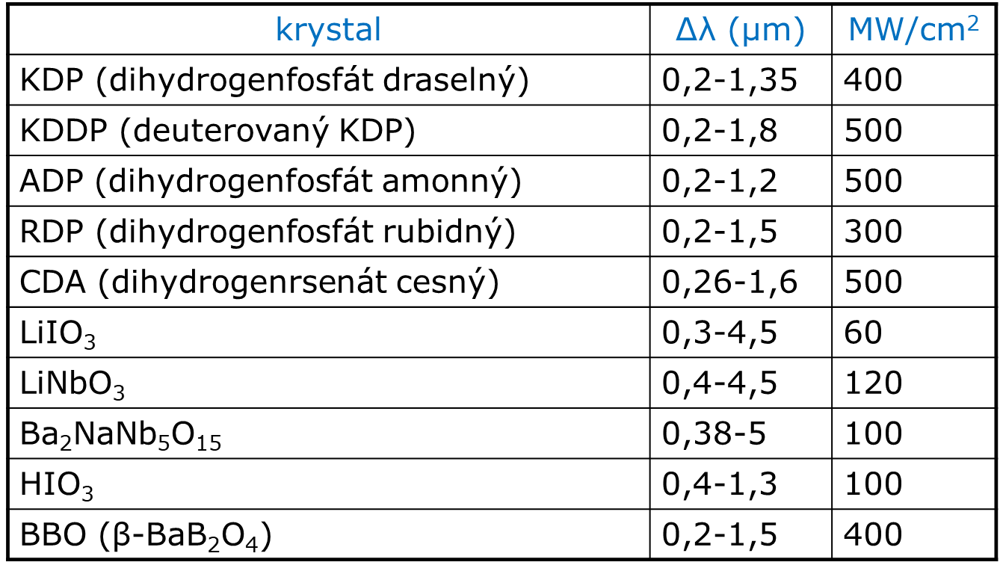 krystal Δλ (μm) MW/cm²
KDP (dihydrogenfosfát draselný) 0,2-1,35 400
KDDP (deuterovaný KDP) 0,2-1,8 500
ADP (dihydrogenfosfát amonný) 0,2-1,2 500
RDP (dihydrogenfosfát rubidný) 0,2-1,5 300
CDA (dihydrogenrsenát cesný) 0,26-1,6 500
LiIO₃ 0,3-4,5 60
LiNbO₃ 0,4-4,5 120
Ba₂NaNb₅O₁₅ 0,38-5 100
HIO₃ 0,4-1,3 100
BBO (β-BaB₂O₄) 0,2-1,5 400